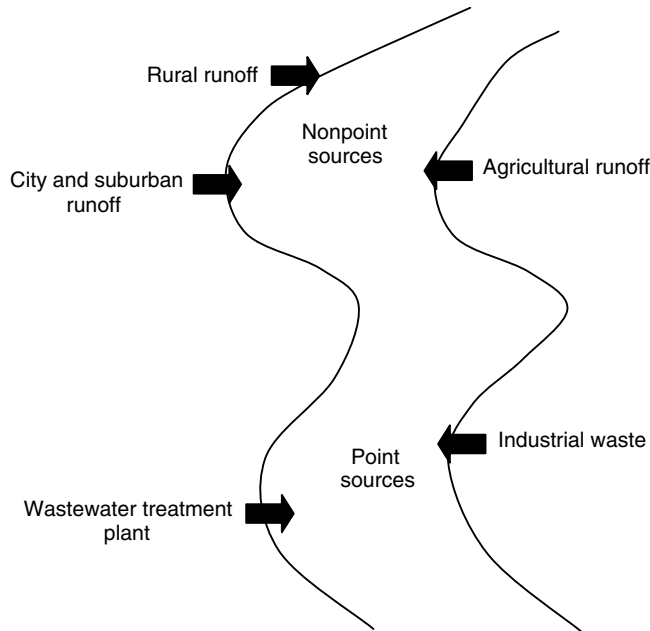 Rural runoff
Nonpoint
sources
City and suburban
runoff
Agricultural runoff
Industrial waste
Point
sources
Wastewater treatment
plant